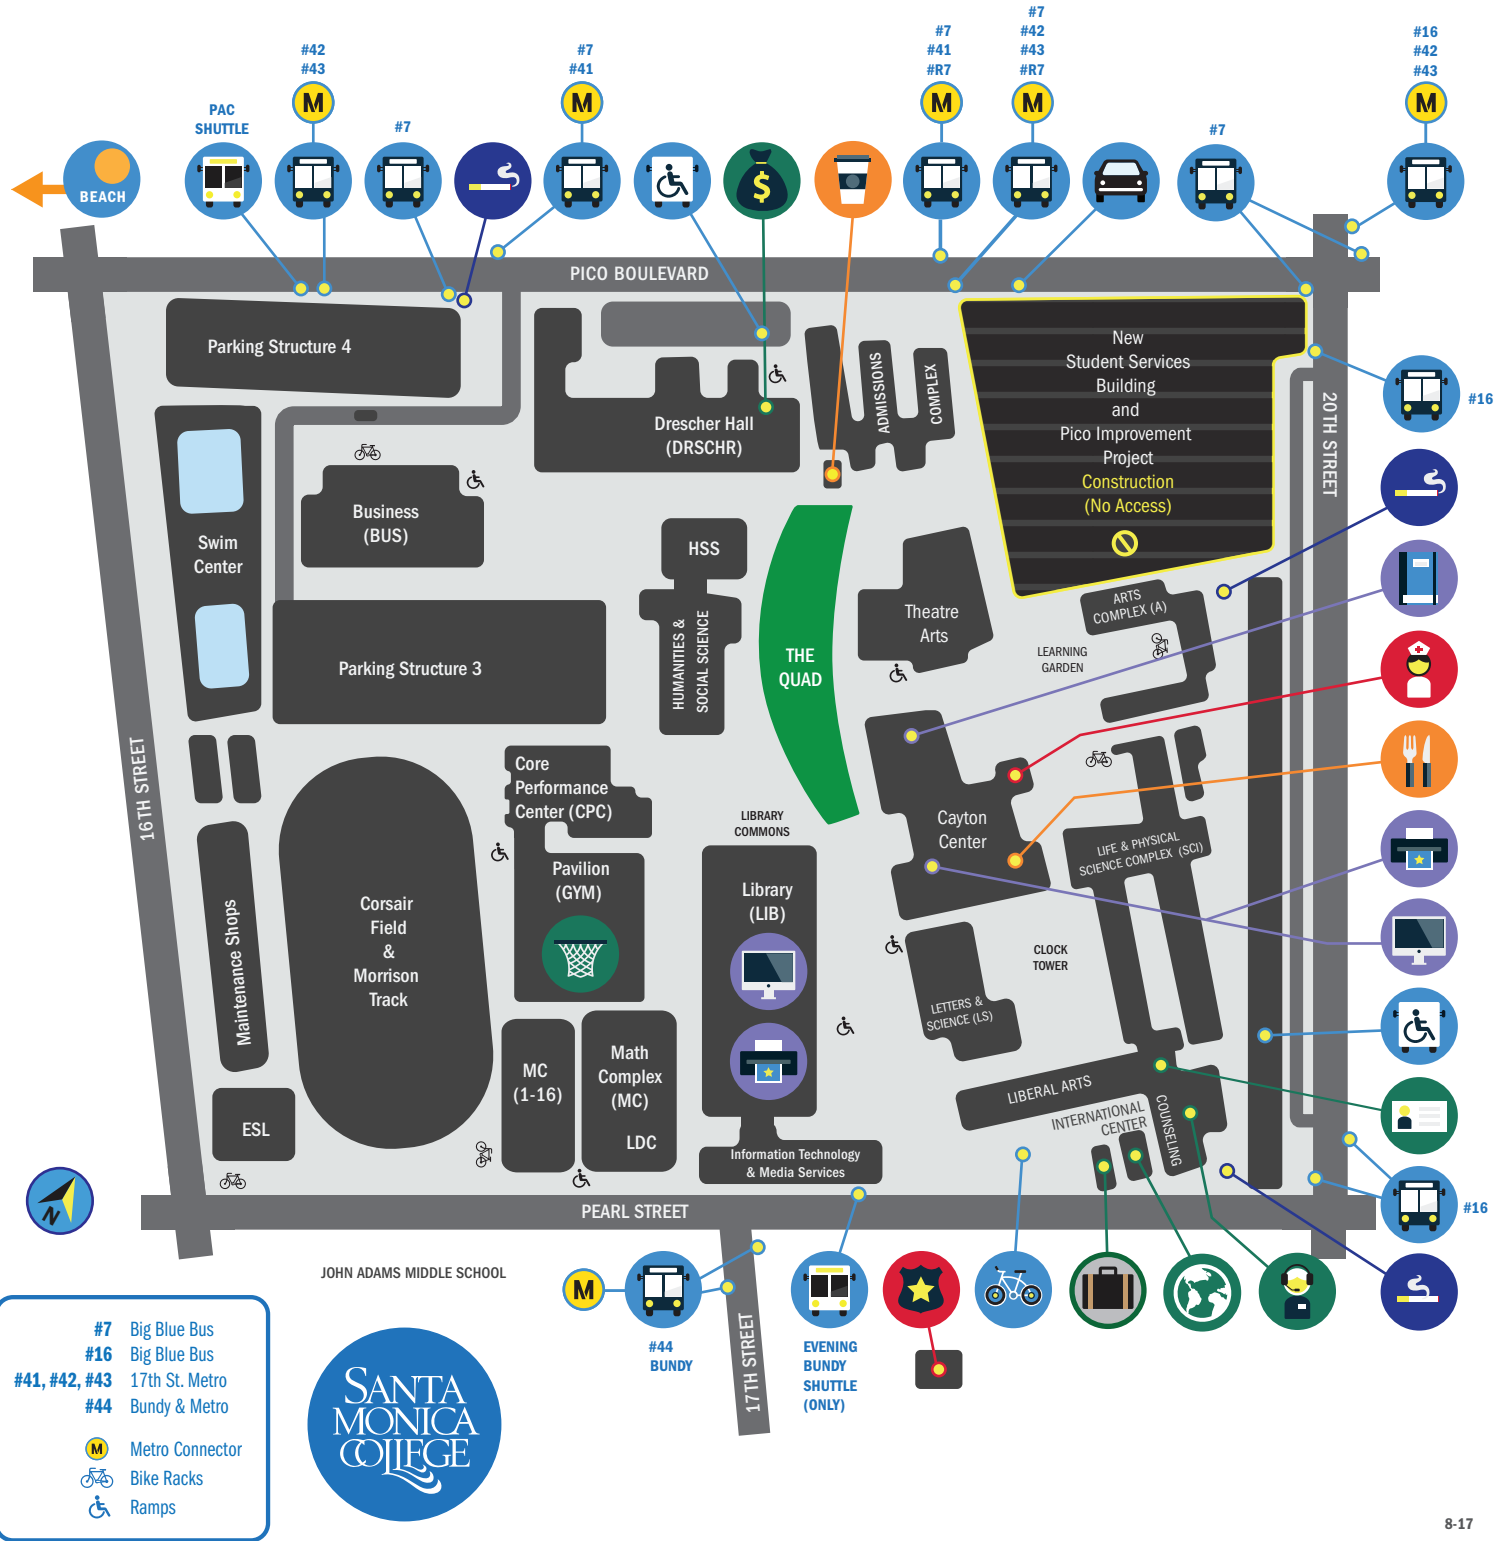 #7
#42
#43
#R7
#7
#41
#R7
#16
#42
#43
#42
#43
#7
#41
M
M
M
M
M
PAC
SHUTTLE
#7
#7
BEACH
$
PICO BOULEVARD
Parking Structure 4
New
Student Services
Building
and
Pico Improvement
Project
Construction
(No Access)
ADMISSIONS
COMPLEX
#16
20TH STREET
Drescher Hall
(DRSCHR)
Business
(BUS)
Swim
Center
HSS
HUMANITIES &
SOCIAL SCIENCE
Theatre
Arts
ARTS
COMPLEX (A)
LEARNING
GARDEN
THE
QUAD
Parking Structure 3
16TH STREET
Core
Performance
Center (CPC)
LIBRARY
COMMONS
Cayton
Center
LIFE & PHYSICAL
SCIENCE COMPLEX (SCI)
Pavilion
(GYM)
Library
(LIB)
Corsair
Field
&
Morrison
Track
Maintenance Shops
CLOCK
TOWER
LETTERS &
SCIENCE (LS)
MC
(1-16)
Math
Complex
(MC)
LDC
LIBERAL ARTS
INTERNATIONAL
CENTER
COUNSELING
ESL
Information Technology
& Media Services
N
PEARL STREET
#16
JOHN ADAMS MIDDLE SCHOOL
M
#44
BUNDY
17TH STREET
EVENING
BUNDY
SHUTTLE
(ONLY)
#7 Big Blue Bus
#16 Big Blue Bus
#41, #42, #43 17th St. Metro
#44 Bundy & Metro
M Metro Connector
Bike Racks
Ramps
SANTA
MONICA
COLLEGE
8-17